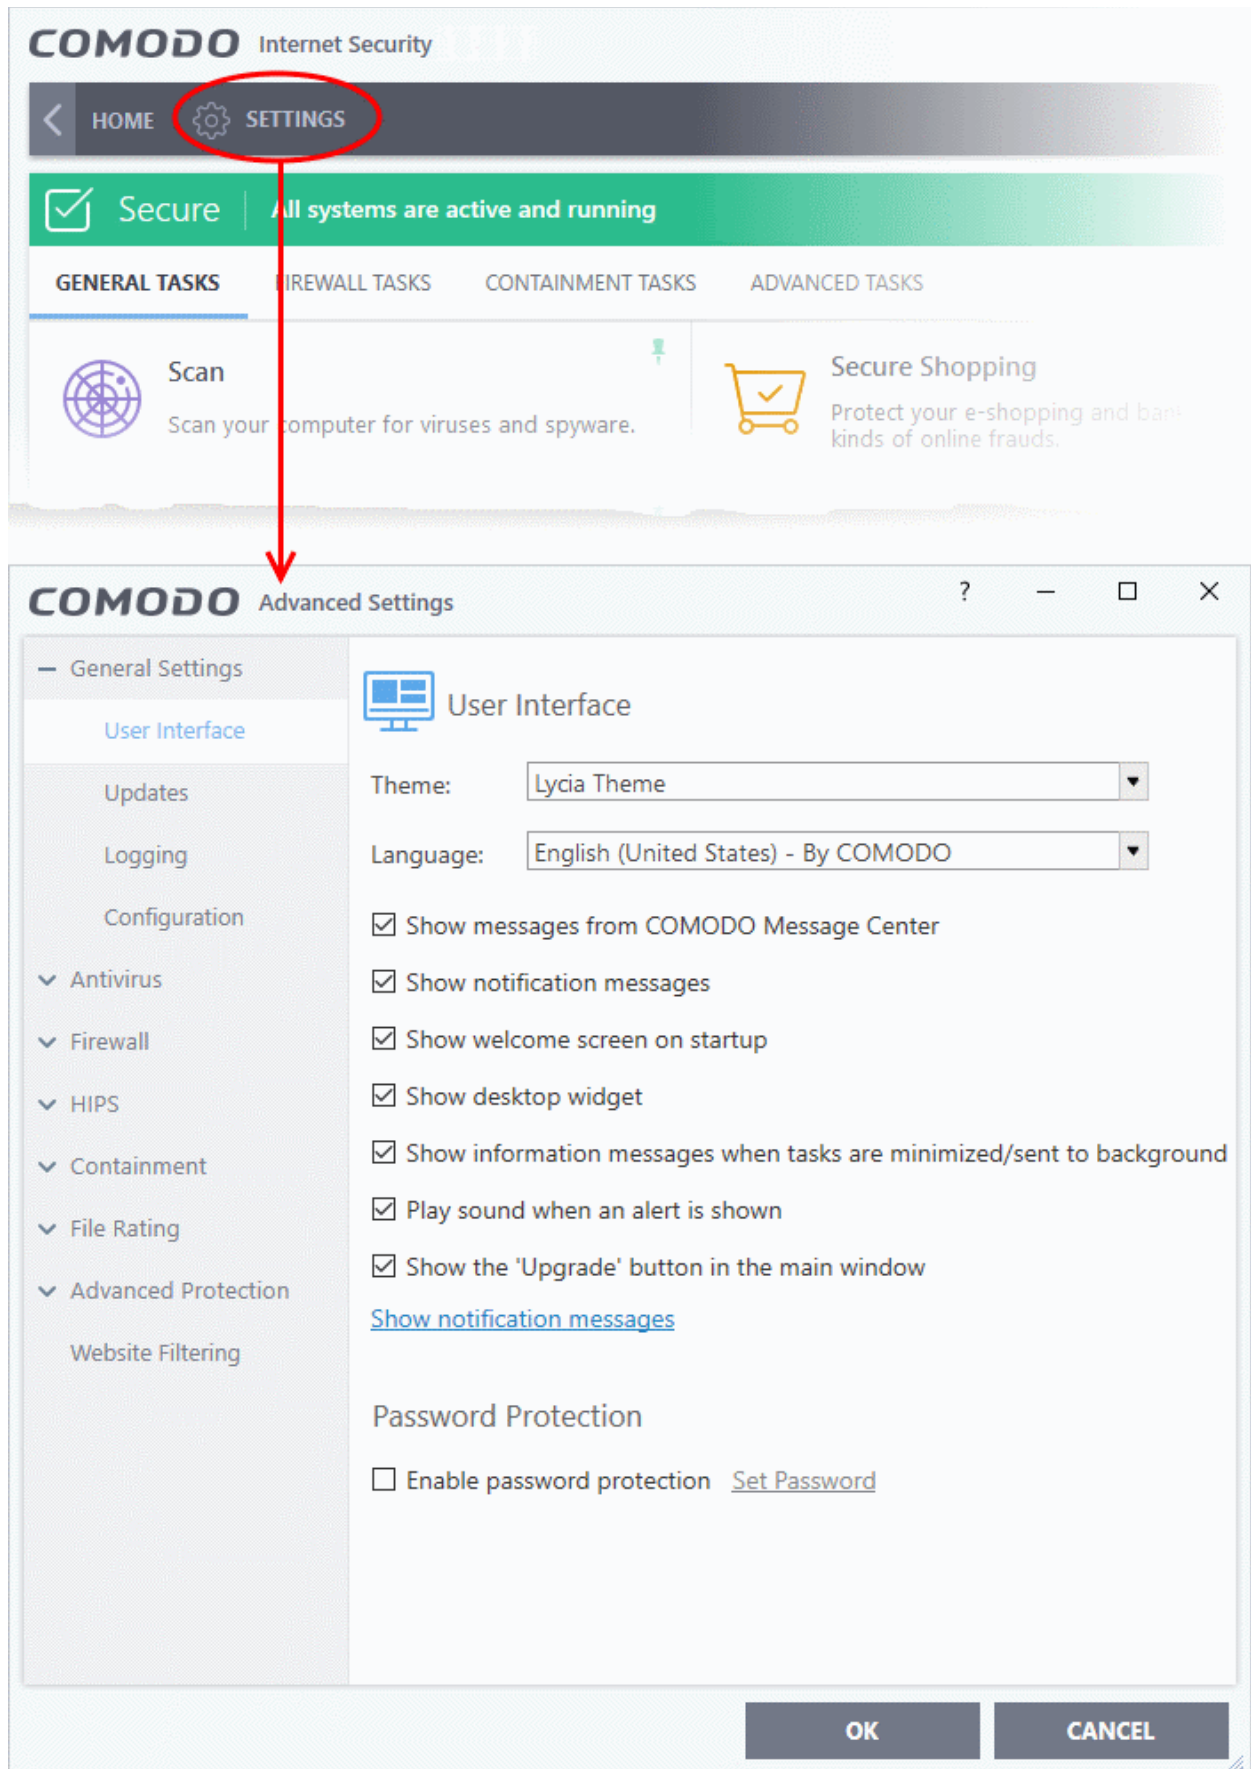 COMODO Internet Security
HOME SETTINGS
Secure All systems are active and running
GENERAL TASKS FIREWALL TASKS CONTAINMENT TASKS ADVANCED TASKS
Scan
Scan your computer for viruses and spyware.
Secure Shopping
Protect your e-shopping and
kinds of online frauds.
COMODO Advanced Settings
General Settings
User Interface
Updates
Logging
Configuration
Antivirus
Firewall
HIPS
Containment
File Rating
Advanced Protection
Website Filtering
User Interface
Theme: Lycia Theme
Language: English (United States) - By COMODO
Show messages from COMODO Message Center
Show notification messages
Show welcome screen on startup
Show desktop widget
Show information messages when tasks are minimized/sent to background
Play sound when an alert is shown
Show the 'Upgrade' button in the main window
Show notification messages
Password Protection
Enable password protection Set Password
OK CANCEL